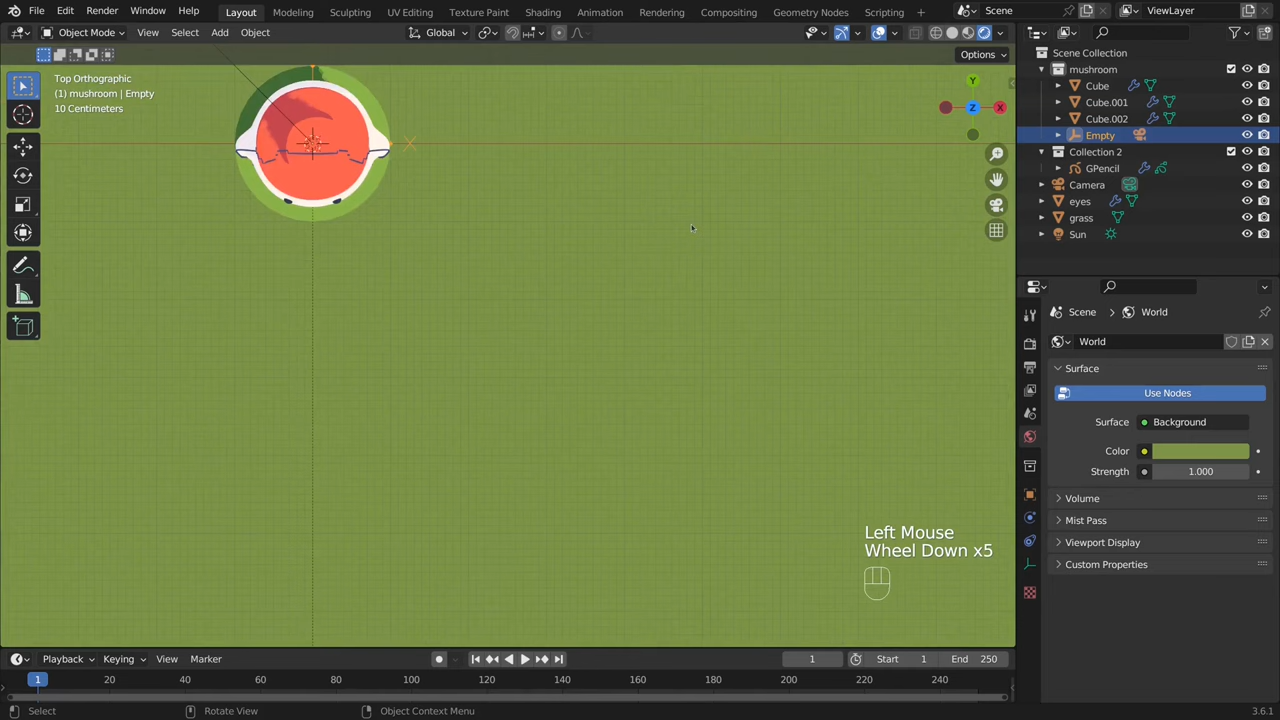 File Edit Render Window Help Layout Modeling Sculpting UV Editing Texture Paint Shading Animation Rendering Compositing Geometry Nodes Scripting + Scene ViewLayer
Object Mode View Select Add Object Global
Options
Top Orthographic
(1) mushroom | Empty
10 Centimeters
Y
Z X
Scene Collection
mushroom
Cube
Cube.001
Cube.002
Empty
Collection 2
GPencil
Camera
eyes
grass
Sun
Scene > World
World
Surface
Use Nodes
Surface Background
Color
Strength 1.000
Volume
Mist Pass
Viewport Display
Custom Properties
Left Mouse
Wheel Down x5
Playback Keying View Marker 1 Start 1 End 250
1 20 40 60 80 100 120 140 160 180 200 220 240
Select Rotate View Object Context Menu 3.6.1